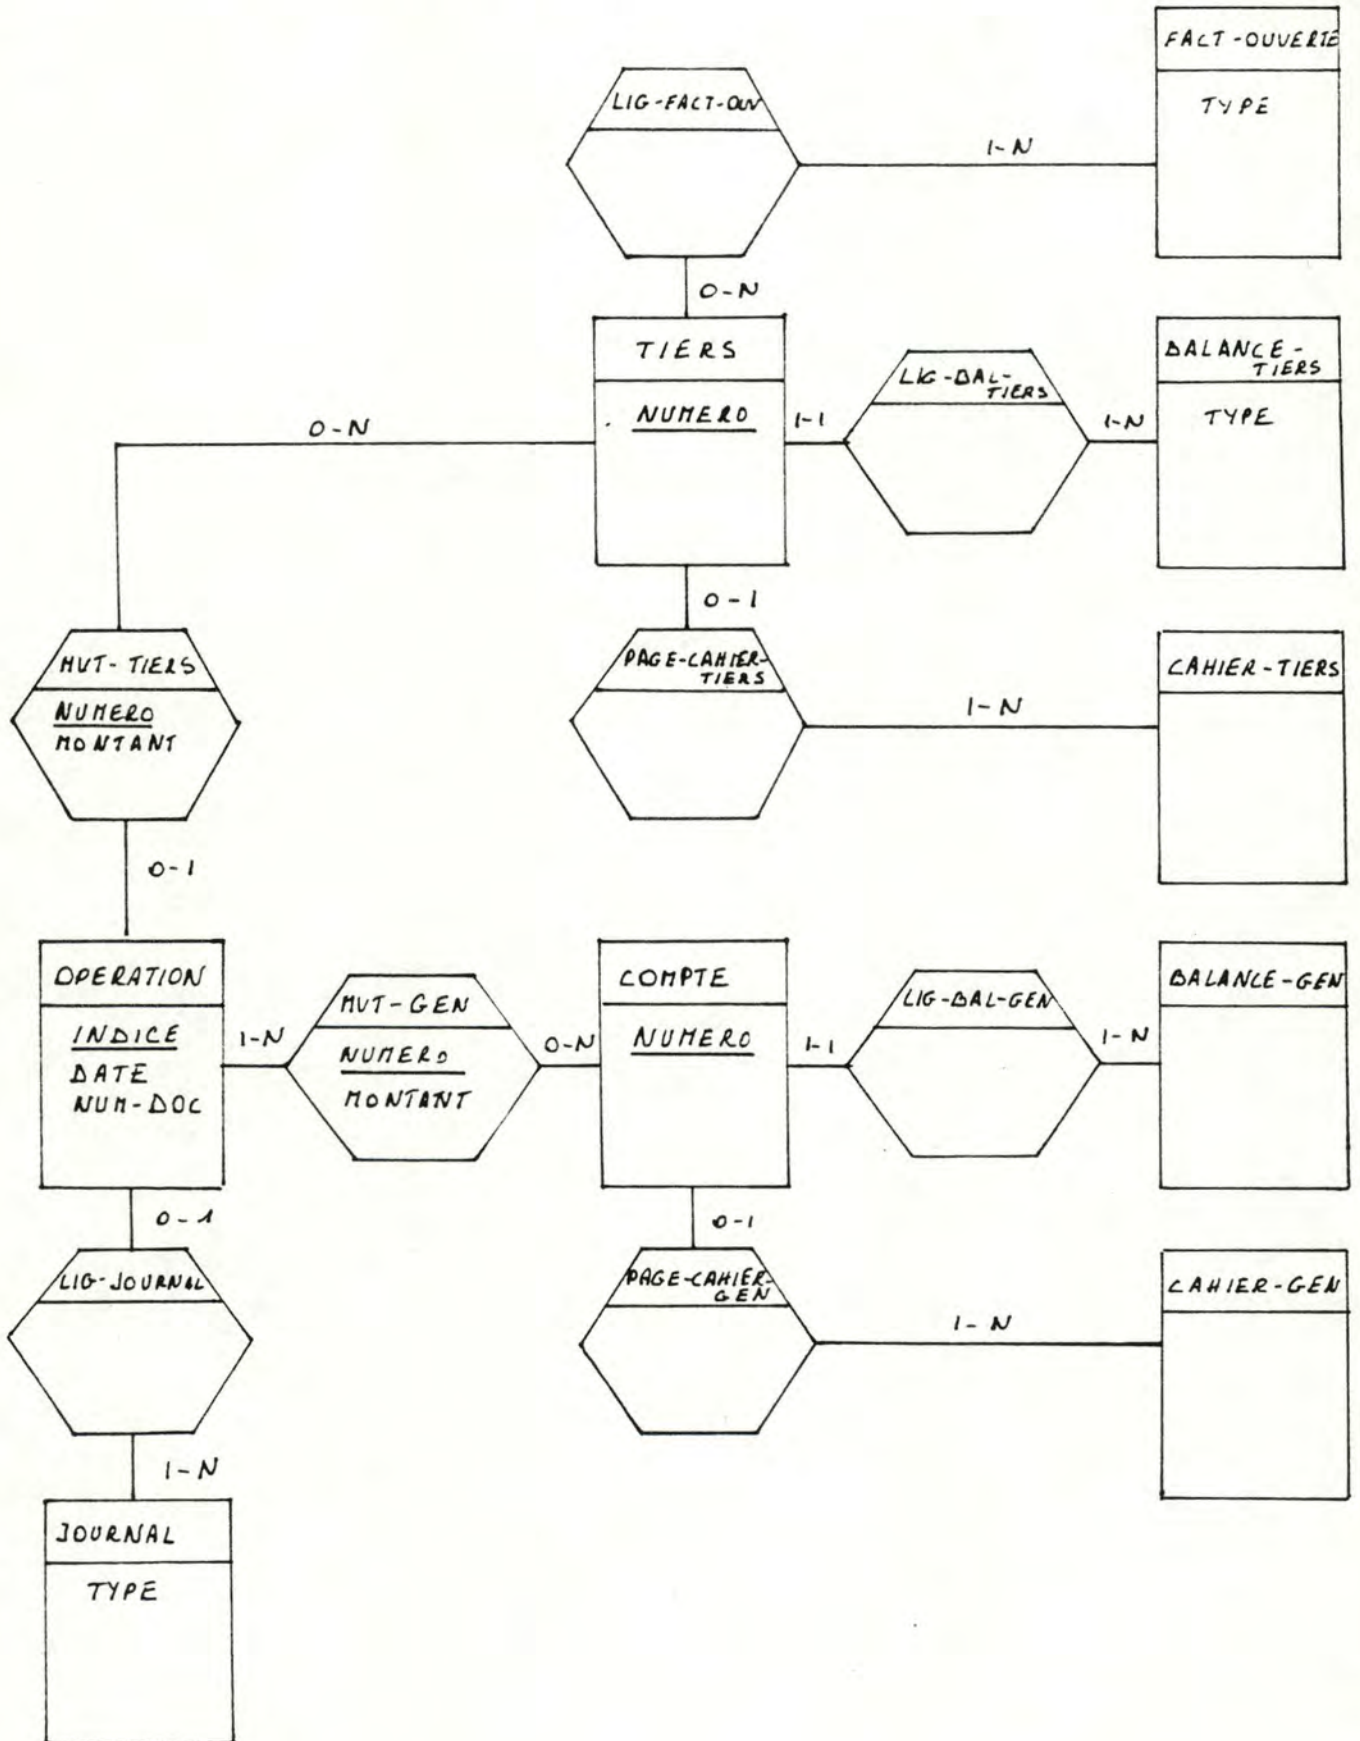 FACT-OUVERTE
TYPE
LIG-FACT-OUV
1-N
0-N
TIERS
NUMERO
LIG-BAL-
TIERS
BALANCE-
TIERS
TYPE
0-N
1-1
1-N
0-1
MVT-TIERS
NUMERO
MONTANT
PAGE-CAHIER-
TIERS
1-N
CAHIER-TIERS
0-1
OPERATION
INDICE
DATE
NUM-DOC
1-N
MVT-GEN
NUMERO
MONTANT
0-N
COMPTE
NUMERO
1-1
LIG-BAL-GEN
1-N
BALANCE-GEN
0-1
0-1
LIG-JOURNAL
PAGE-CAHIER-
GEN
1-N
CAHIER-GEN
1-N
JOURNAL
TYPE